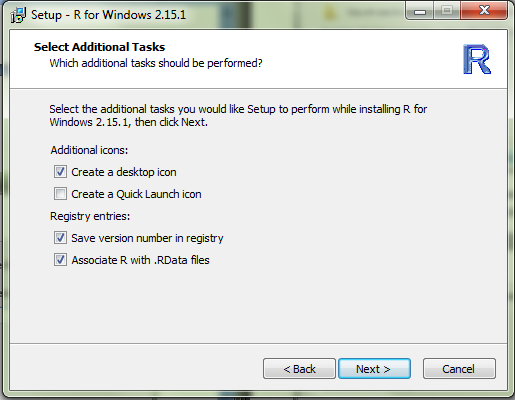 Setup - R for Windows 2.15.1
Select Additional Tasks
Which additional tasks should be performed?
R
Select the additional tasks you would like Setup to perform while installing R for
Windows 2.15.1, then click Next.
Additional icons:
Create a desktop icon
Create a Quick Launch icon
Registry entries:
Save version number in registry
Associate R with .RData files
< Back
Next >
Cancel